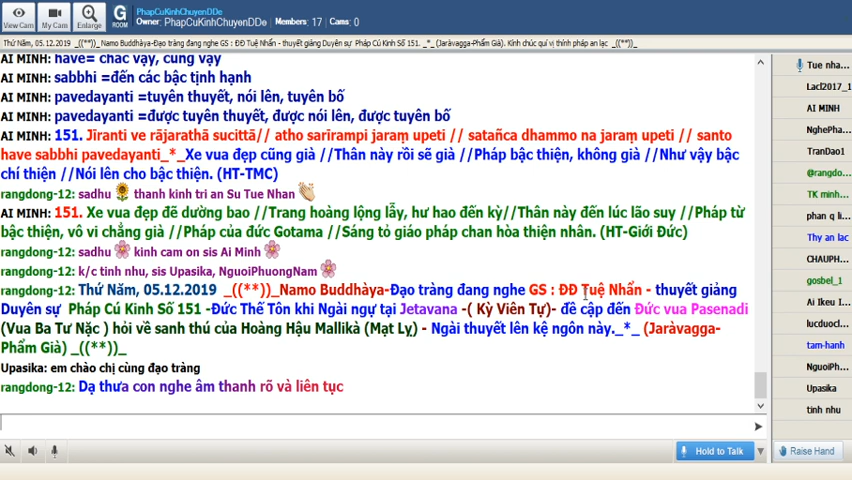 PhapCuKinhChuyenDDe
Owner: PhapCuKinhChuyenDDe Members: 17 Cams: 0
View Cam My Cam Enlarge G ROOM
Thứ Năm, 05.12.2019 _((**))_Namo Buddhàya-Đạo tràng đang nghe GS : ĐĐ Tuệ Nhẩn - thuyết giảng Duyên sự Pháp Cú Kinh Số 151. _*_ (Jaràvagga-Phẩm Già). Kính chúc quí vị thính pháp an lạc _((**))_
AI MINH: have= chắc vậy, cũng vậy
AI MINH: sabbhi =đến các bậc tịnh hạnh
AI MINH: pavedayanti =tuyên thuyết, nói lên, tuyên bố
AI MINH: pavedayanti =được tuyên thuyết, được nói lên, được tuyên bố
AI MINH: 151. Jīranti ve rājarathā sucittā// atho sarīrampi jaraṃ upeti // satañca dhammo na jaraṃ upeti // santo
have sabbhi pavedayanti_*_Xe vua đẹp cũng già //Thân này rồi sẽ già //Pháp bậc thiện, không già //Như vậy bậc
chí thiện //Nói lên cho bậc thiện. (HT-TMC)
rangdong-12: sadhu thanh kinh tri an Su Tue Nhan
AI MINH: 151. Xe vua đẹp đẽ dường bao //Trang hoàng lộng lẫy, hư hao đến kỳ//Thân này đến lúc lão suy //Pháp từ
bậc thiện, vô vi chẳng già //Pháp của đức Gotama //Sáng tỏ giáo pháp chan hòa thiện nhân. (HT-Giới Đức)
rangdong-12: sadhu kinh cam on sis Ai Minh
rangdong-12: k/c tinh nhu, sis Upasika, NguoiPhuongNam
rangdong-12: Thứ Năm, 05.12.2019 _((**))_Namo Buddhàya-Đạo tràng đang nghe GS : ĐĐ Tuệ Nhẩn - thuyết giảng
Duyên sự Pháp Cú Kinh Số 151 -Đức Thế Tôn khi Ngài ngự tại Jetavana -( Kỳ Viên Tự)- đề cập đến Đức vua Pasenadi
(Vua Ba Tư Nặc ) hỏi về sanh thú của Hoàng Hậu Mallikà (Mạt Lỵ) - Ngài thuyết lên kệ ngôn này._*_ (Jaràvagga-
Phẩm Già) _((**))_
Upasika: em chào chị cùng đạo tràng
rangdong-12: Dạ thưa con nghe âm thanh rõ và liên tục
Hold to Talk
Raise Hand
Tue nha...
Lacl2017_1
AI MINH
NghePha...
TranDao1
@rangdo...
TK minh...
phan q li
Thy an lac
CHAUPH...
gosbel_1
Ai Ikeu I...
lucduocl...
tam-hanh
NguoiPh...
Upasika
tinh nhu